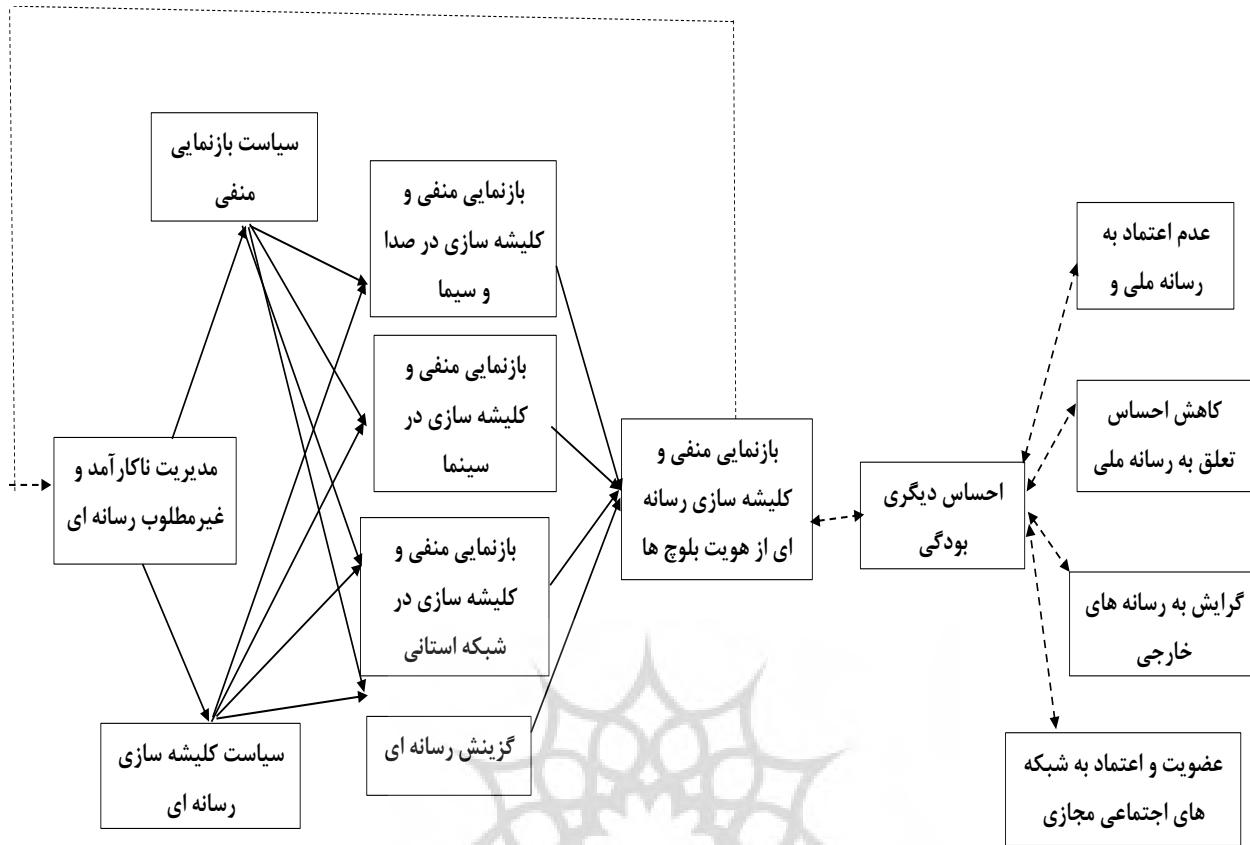 سیاست بازنمایی
منفی
بازنمایی منفی و
کلیشه سازی در صدا
و سیما
عدم اعتماد به
رسانه ملی و
بازنمایی منفی و
کلیشه سازی در
سینما
کاهش احساس
تعلق به رسانه ملی
مدیریت ناکارآمد و
غیرمطلوب رسانه ای
بازنمایی منفی و
کلیشه سازی رسانه
ای از هویت بلوچ ها
احساس دیگری
بودگی
بازنمایی منفی و
کلیشه سازی در
شبکه استانی
گرایش به رسانه های
خارجی
گزینش رسانه ای
سیاست کلیشه سازی
رسانه ای
عضویت و اعتماد به شبکه
های اجتماعی مجازی